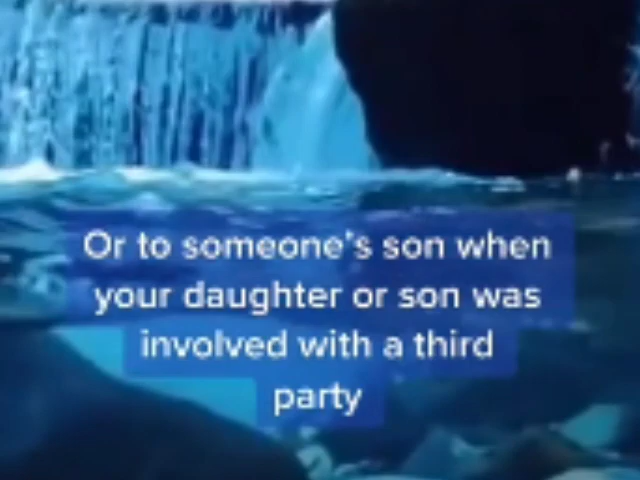 Or to someone's son when
your daughter or son was
involved with a third
party